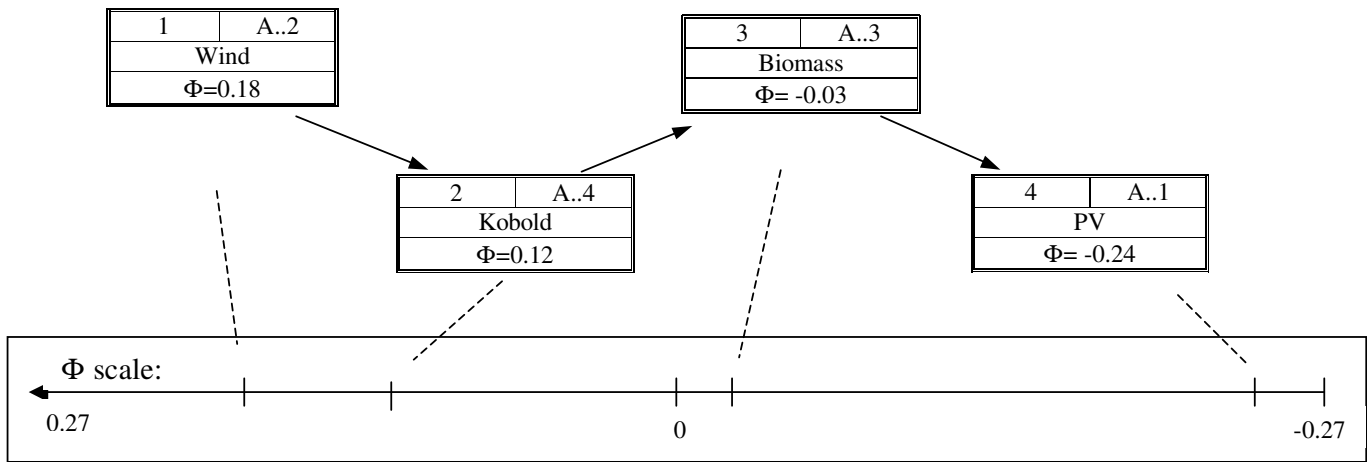 1 A..2
Wind
Φ=0.18
3 A..3
Biomass
Φ= -0.03
2 A..4
Kobold
Φ=0.12
4 A..1
PV
Φ= -0.24
Φ scale:
0.27 0 -0.27